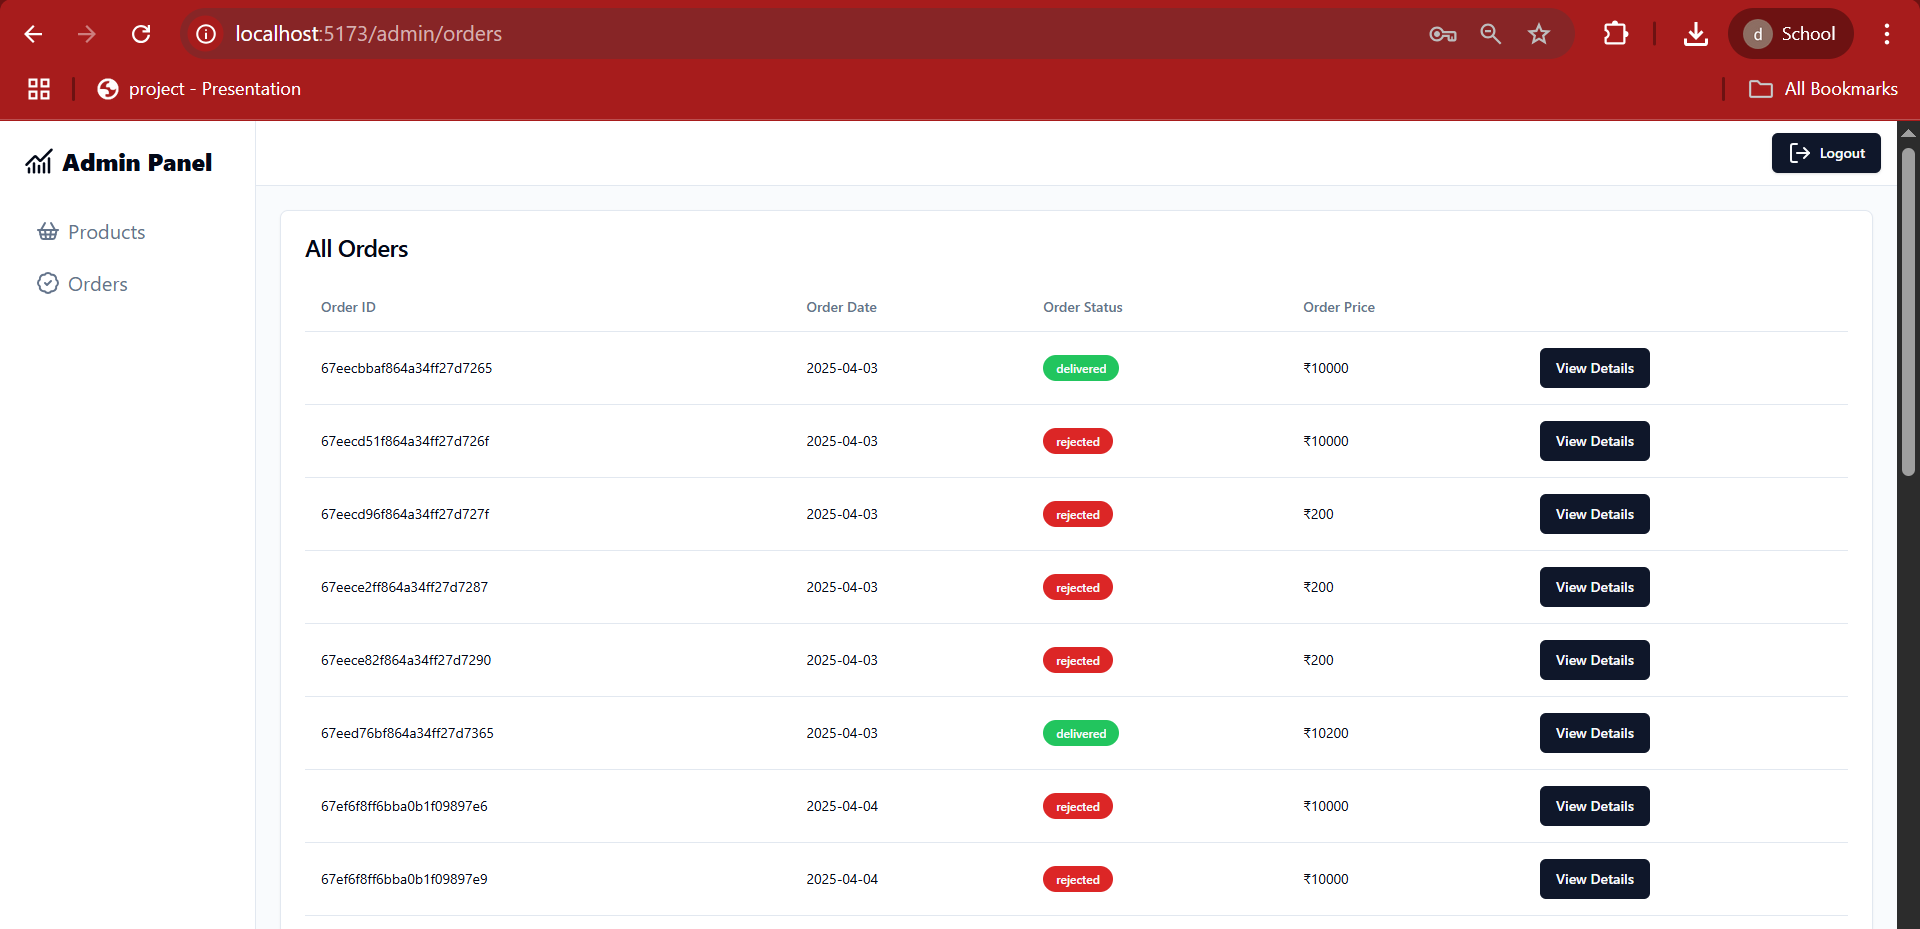 localhost:5173/admin/orders
d School
project - Presentation
All Bookmarks
Admin Panel
Logout
Products
Orders
All Orders
Order ID Order Date Order Status Order Price
67eecbbaf864a34ff27d7265 2025-04-03 delivered ₹10000 View Details
67eecd51f864a34ff27d726f 2025-04-03 rejected ₹10000 View Details
67eecd96f864a34ff27d727f 2025-04-03 rejected ₹200 View Details
67eece2ff864a34ff27d7287 2025-04-03 rejected ₹200 View Details
67eece82f864a34ff27d7290 2025-04-03 rejected ₹200 View Details
67eed76bf864a34ff27d7365 2025-04-03 delivered ₹10200 View Details
67ef6f8ff6bba0b1f09897e6 2025-04-04 rejected ₹10000 View Details
67ef6f8ff6bba0b1f09897e9 2025-04-04 rejected ₹10000 View Details